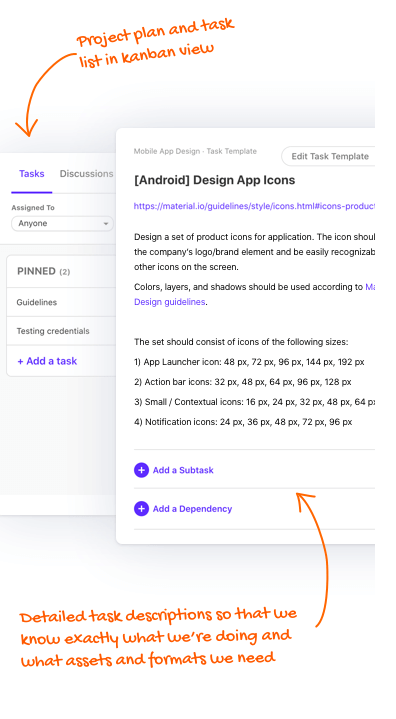 Project plan and task
list in kanban view
Mobile App Design · Task Template
Edit Task Template
Tasks
Discussions
[Android] Design App Icons
Assigned To
Anyone
https://material.io/guidelines/style/icons.html#icons-product
Design a set of product icons for application. The icon shoul
the company's logo/brand element and be easily recognizab
other icons on the screen.
PINNED (2)
Colors, layers, and shadows should be used according to Ma
Design guidelines.
Guidelines
Testing credentials
+ Add a task
The set should consist of icons of the following sizes:
1) App Launcher icon: 48 px, 72 px, 96 px, 144 px, 192 px
2) Action bar icons: 32 px, 48 px, 64 px, 96 px, 128 px
3) Small / Contextual icons: 16 px, 24 px, 32 px, 48 px, 64 px
4) Notification icons: 24 px, 36 px, 48 px, 72 px, 96 px
Add a Subtask
Add a Dependency
Detailed task descriptions so that we
know exactly what we're doing and
what assets and formats we need